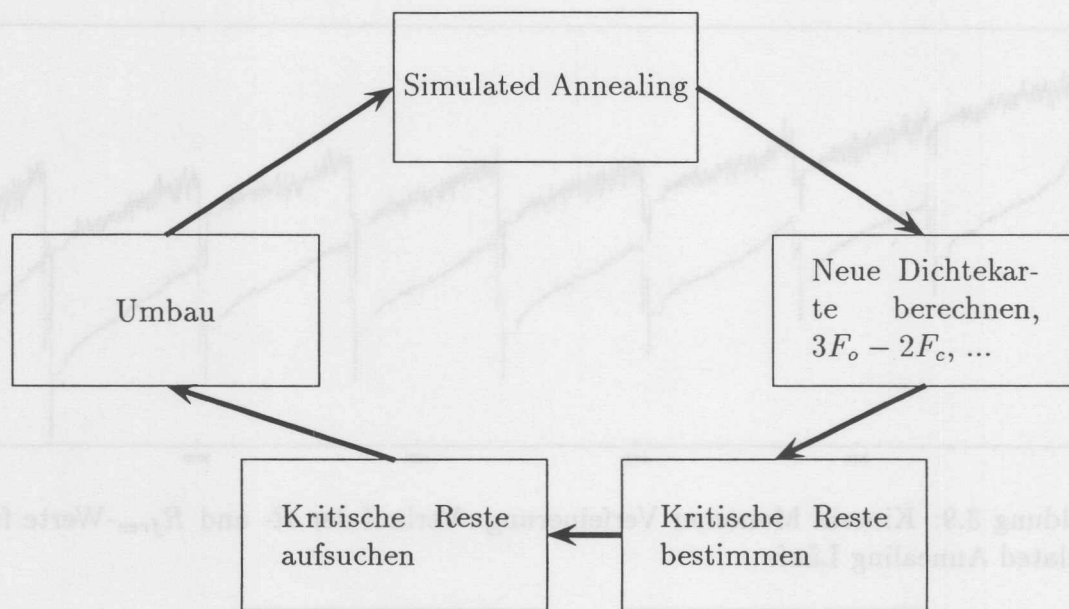 Simulated Annealing
Neue Dichtekar-
te berechnen,
3F_o − 2F_c, ...
Umbau
Kritische Reste
aufsuchen
Kritische Reste
bestimmen